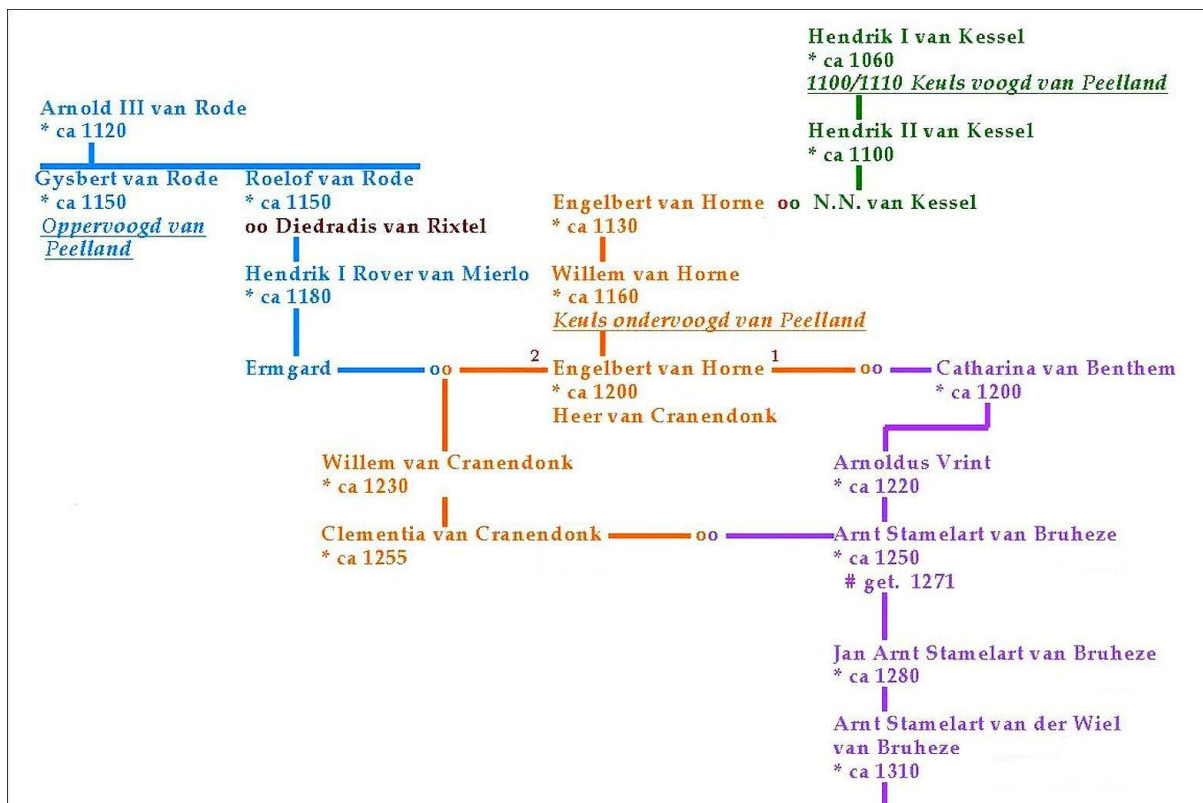 Hendrik I van Kessel
* ca 1060
1100/1110 Keuls voogd van Peelland
Arnold III van Rode
* ca 1120
Hendrik II van Kessel
* ca 1100
Gysbert van Rode
* ca 1150
Oppervoogd van
Peelland
Roelof van Rode
* ca 1150
oo Diedradis van Rixtel
Engelbert van Horne oo N.N. van Kessel
* ca 1130
Hendrik I Rover van Mierlo
* ca 1180
Willem van Horne
* ca 1160
Keuls ondervoogd van Peelland
Ermgard oo 2 Engelbert van Horne 1 oo Catharina van Benthem
* ca 1200
Heer van Cranendonk
* ca 1200
Willem van Cranendonk
* ca 1230
Arnoldus Vrint
* ca 1220
Clementia van Cranendonk oo Arnt Stamelart van Bruheze
* ca 1255
* ca 1250
# get. 1271
Jan Arnt Stamelart van Bruheze
* ca 1280
Arnt Stamelart van der Wiel
van Bruheze
* ca 1310